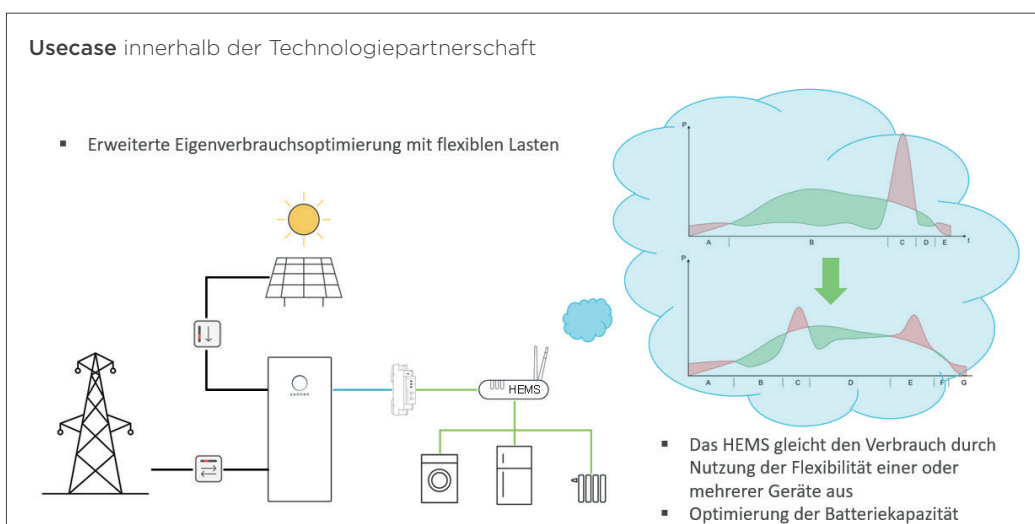 Usecase innerhalb der Technologiepartnerschaft
▪ Erweiterte Eigenverbrauchsoptimierung mit flexiblen Lasten
P
A B C D E t
P
A B C D E F G
sonnen
HEMS
▪ Das HEMS gleicht den Verbrauch durch
Nutzung der Flexibilität einer oder
mehrerer Geräte aus
▪ Optimierung der Batteriekapazität